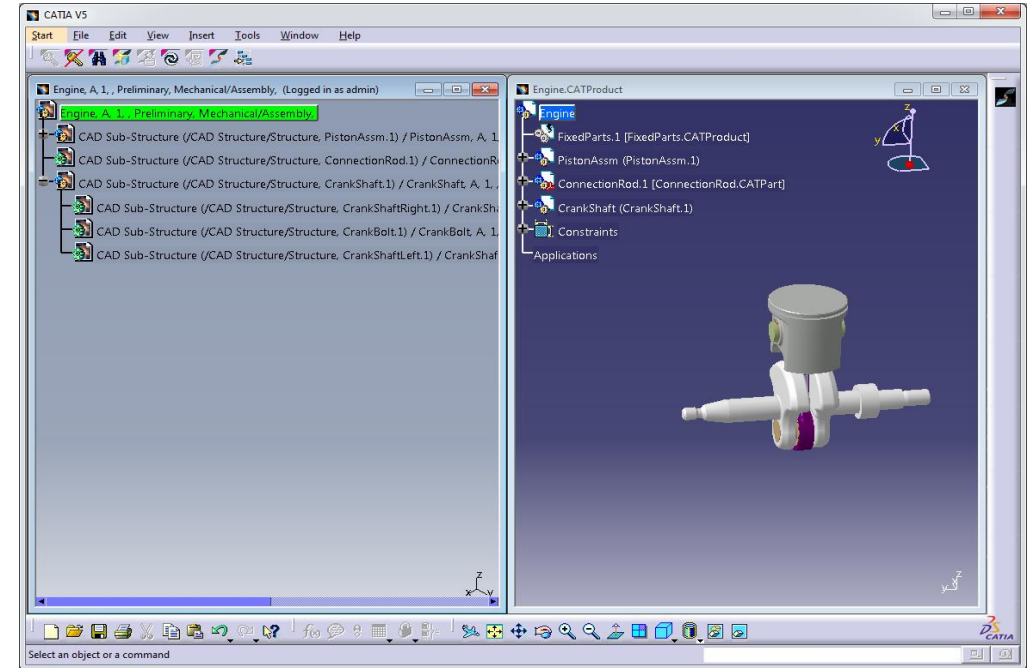 CATIA V5
Start File Edit View Insert Tools Window Help
Engine, A, 1, , Preliminary, Mechanical/Assembly, (Logged in as admin)
Engine, A, 1, , Preliminary, Mechanical/Assembly,
CAD Sub-Structure (/CAD Structure/Structure, PistonAssm.1) / PistonAssm, A, 1
CAD Sub-Structure (/CAD Structure/Structure, ConnectionRod.1) / ConnectionR
CAD Sub-Structure (/CAD Structure/Structure, CrankShaft.1) / CrankShaft, A, 1, ,
CAD Sub-Structure (/CAD Structure/Structure, CrankShaftRight.1) / CrankSh
CAD Sub-Structure (/CAD Structure/Structure, CrankBolt.1) / CrankBolt, A, 1,
CAD Sub-Structure (/CAD Structure/Structure, CrankShaftLeft.1) / CrankShaf
z
x y
Engine.CATProduct
Engine
FixedParts.1 [FixedParts.CATProduct]
PistonAssm (PistonAssm.1)
ConnectionRod.1 [ConnectionRod.CATPart]
CrankShaft (CrankShaft.1)
Constraints
Applications
z
y x
z
y
f(x)
CATIA
Select an object or a command